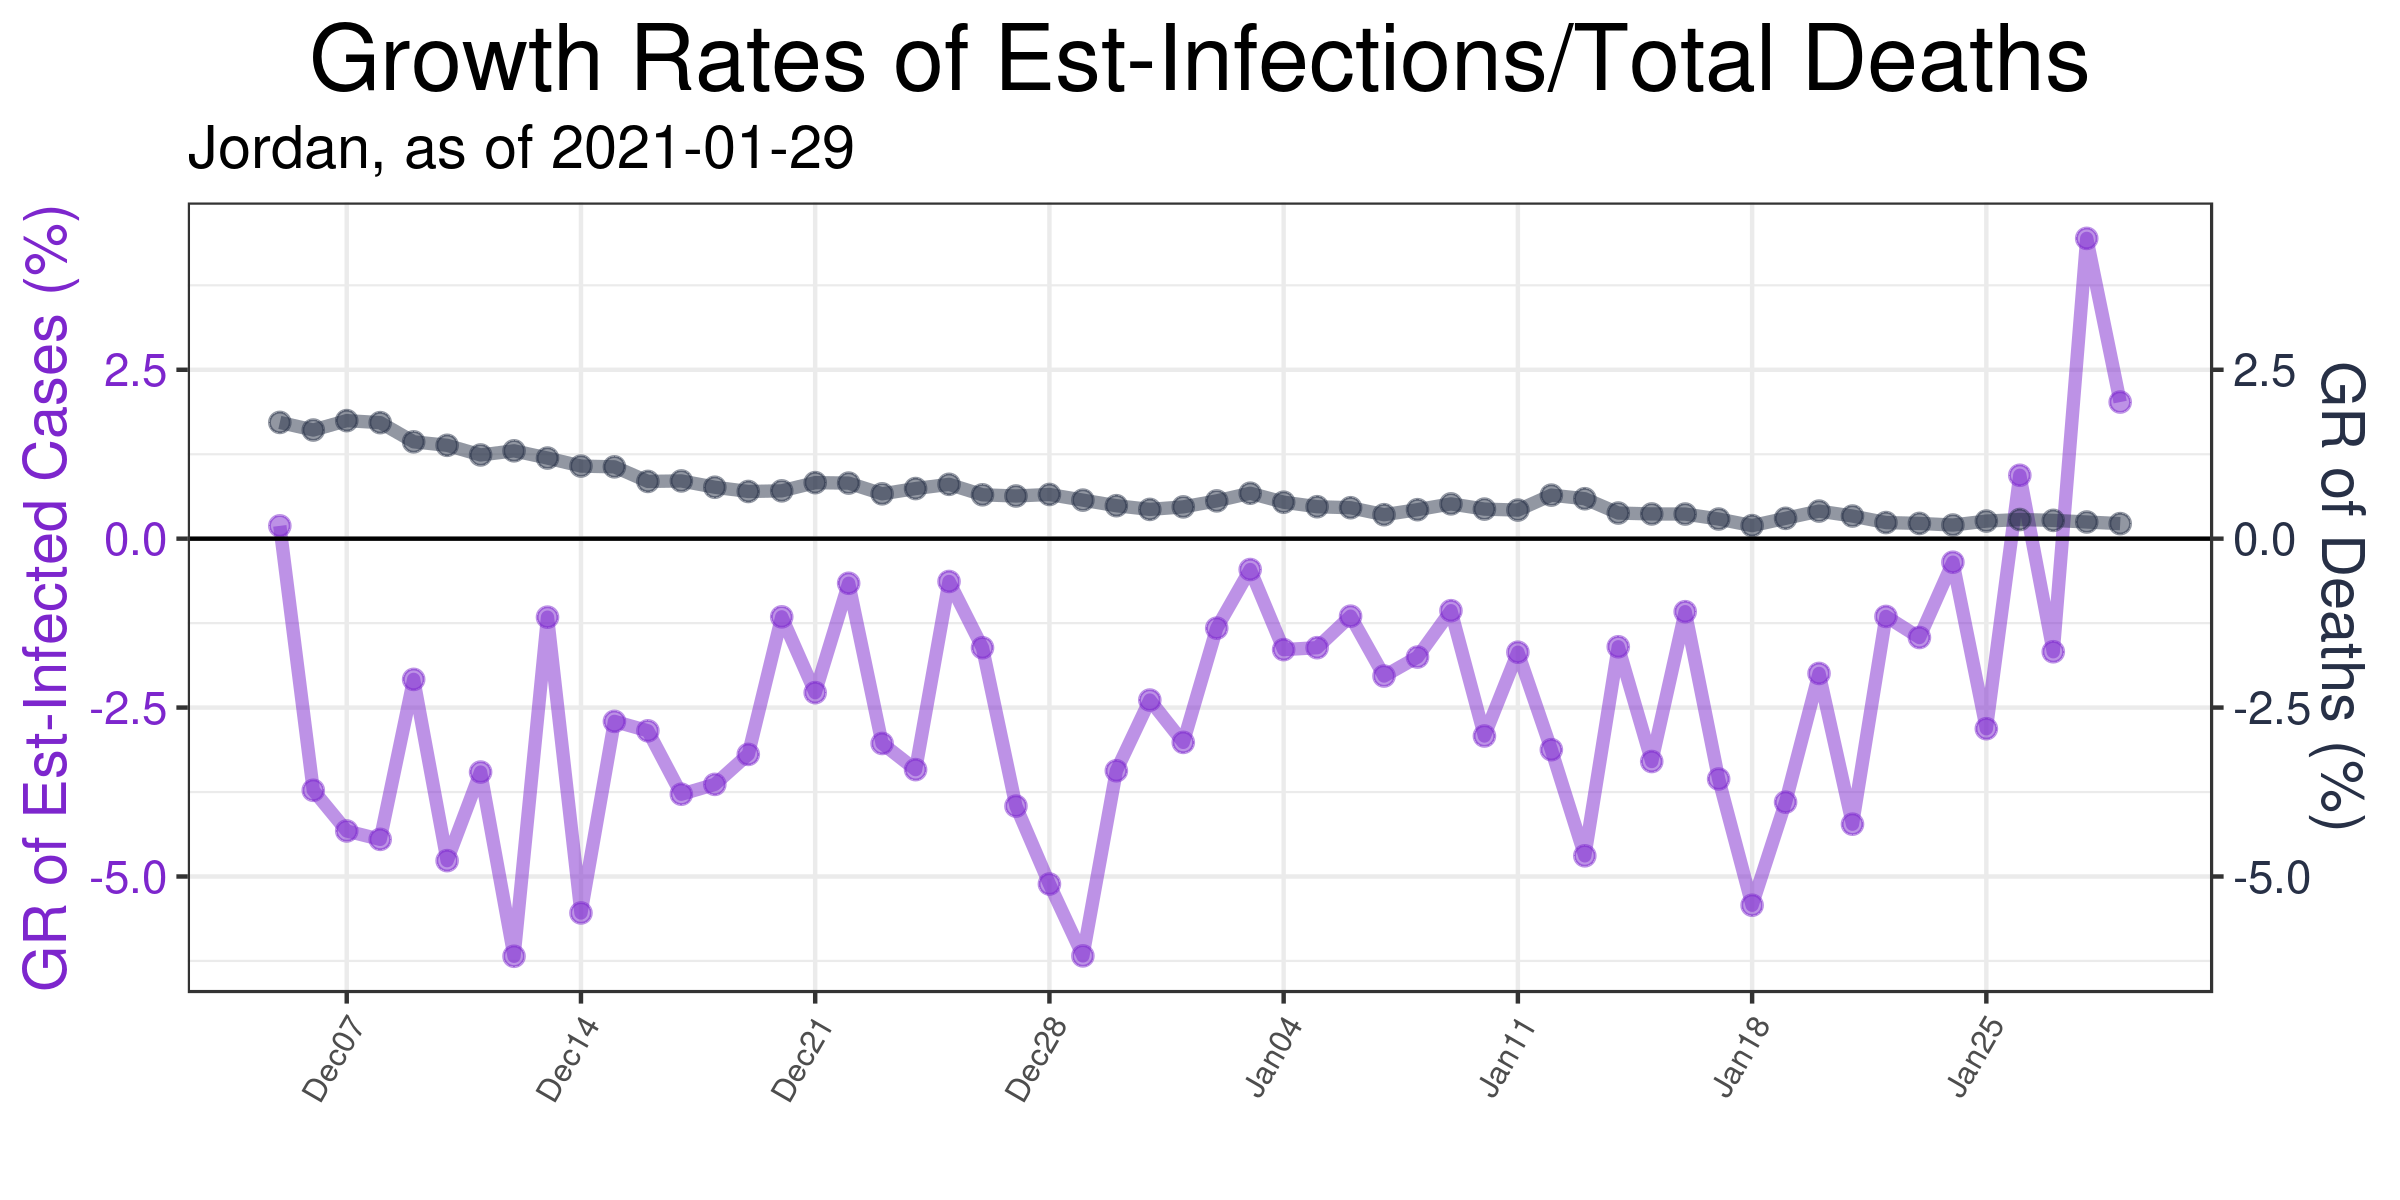 Growth Rates of Est-Infections/Total Deaths
Jordan, as of 2021-01-29
GR of Est-Infected Cases (%)
2.5
0.0
-2.5
-5.0
2.5
0.0
-2.5
-5.0
GR of Deaths (%)
Dec07
Dec14
Dec21
Dec28
Jan04
Jan11
Jan18
Jan25